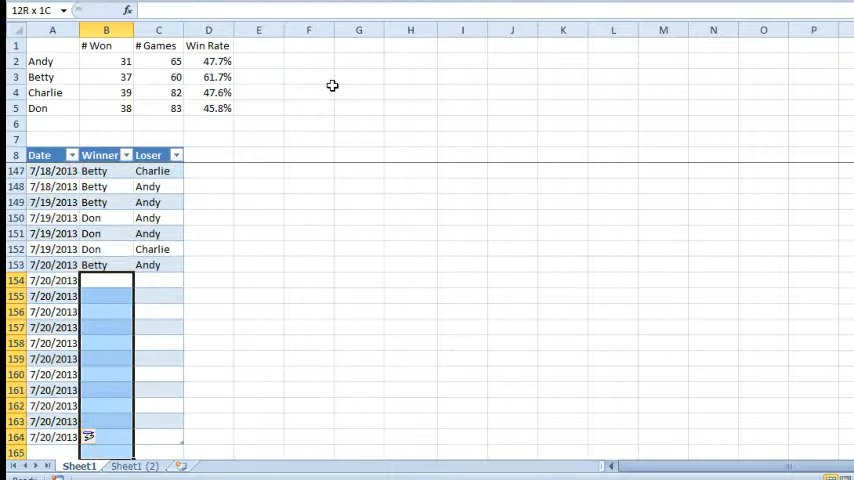 12R x 1C fx
A B C D E F G H I J K L M N O P
1 # Won # Games Win Rate
2 Andy 31 65 47.7%
3 Betty 37 60 61.7%
4 Charlie 39 82 47.6%
5 Don 38 83 45.8%
6
7
8 Date Winner Loser
147 7/18/2013 Betty Charlie
148 7/18/2013 Betty Andy
149 7/19/2013 Betty Andy
150 7/19/2013 Don Andy
151 7/19/2013 Don Andy
152 7/19/2013 Don Charlie
153 7/20/2013 Betty Andy
154 7/20/2013
155 7/20/2013
156 7/20/2013
157 7/20/2013
158 7/20/2013
159 7/20/2013
160 7/20/2013
161 7/20/2013
162 7/20/2013
163 7/20/2013
164 7/20/2013
165
Sheet1 Sheet1 (2)